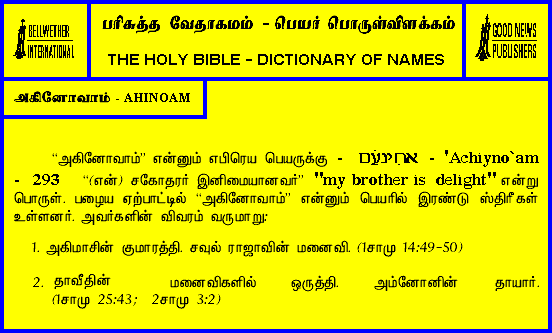 BELLWETHER
INTERNATIONAL
பரிசுத்த வேதாகமம் - பெயர் பொருள்விளக்கம்
THE HOLY BIBLE - DICTIONARY OF NAMES
GOOD NEWS
PUBLISHERS
அகினோவாம் - AHINOAM
“அகினோவாம்” என்னும் எபிரெய பெயருக்கு - אחינעם - 'Achiyno`am
- 293 “(என்) சகோதரர் இனிமையானவர்” "my brother is delight" என்று
பொருள். பழைய ஏற்பாட்டில் “அகினோவாம்” என்னும் பெயரில் இரண்டு ஸ்திரீகள்
உள்ளனர். அவர்களின் விவரம் வருமாறு:
1. அகிமாசின் குமாரத்தி. சவுல் ராஜாவின் மனைவி. (1சாமு 14:49-50)
2. தாவீதின் மனைவிகளில் ஒருத்தி. அம்னோனின் தாயார்.
(1சாமு 25:43; 2சாமு 3:2)